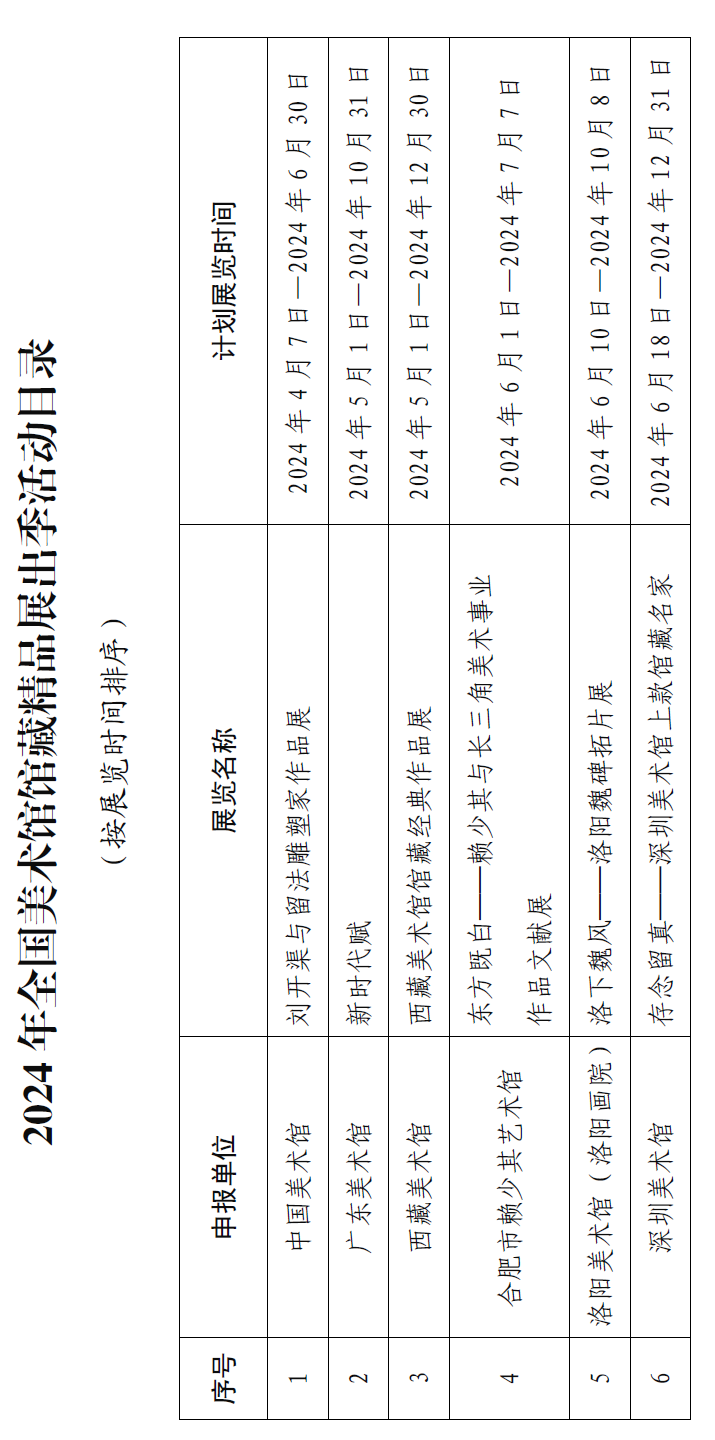 2024 年全国美术馆馆藏精品展出季活动目录
（按展览时间排序）
序号 申报单位 展览名称 计划展览时间
1 中国美术馆 刘开渠与留法雕塑家作品展 2024 年 4 月 7 日—2024 年 6 月 30 日
2 广东美术馆 新时代赋 2024 年 5 月 1 日—2024 年 10 月 31 日
3 西藏美术馆 西藏美术馆馆藏经典作品展 2024 年 5 月 1 日—2024 年 12 月 30 日
4 合肥市赖少其艺术馆 东方既白——赖少其与长三角美术事业 2024 年 6 月 1 日—2024 年 7 月 7 日
作品文献展
5 洛阳美术馆（洛阳画院） 洛下魏风——洛阳魏碑拓片展 2024 年 6 月 10 日—2024 年 10 月 8 日
6 深圳美术馆 存念留真——深圳美术馆上款馆藏名家 2024 年 6 月 18 日—2024 年 12 月 31 日